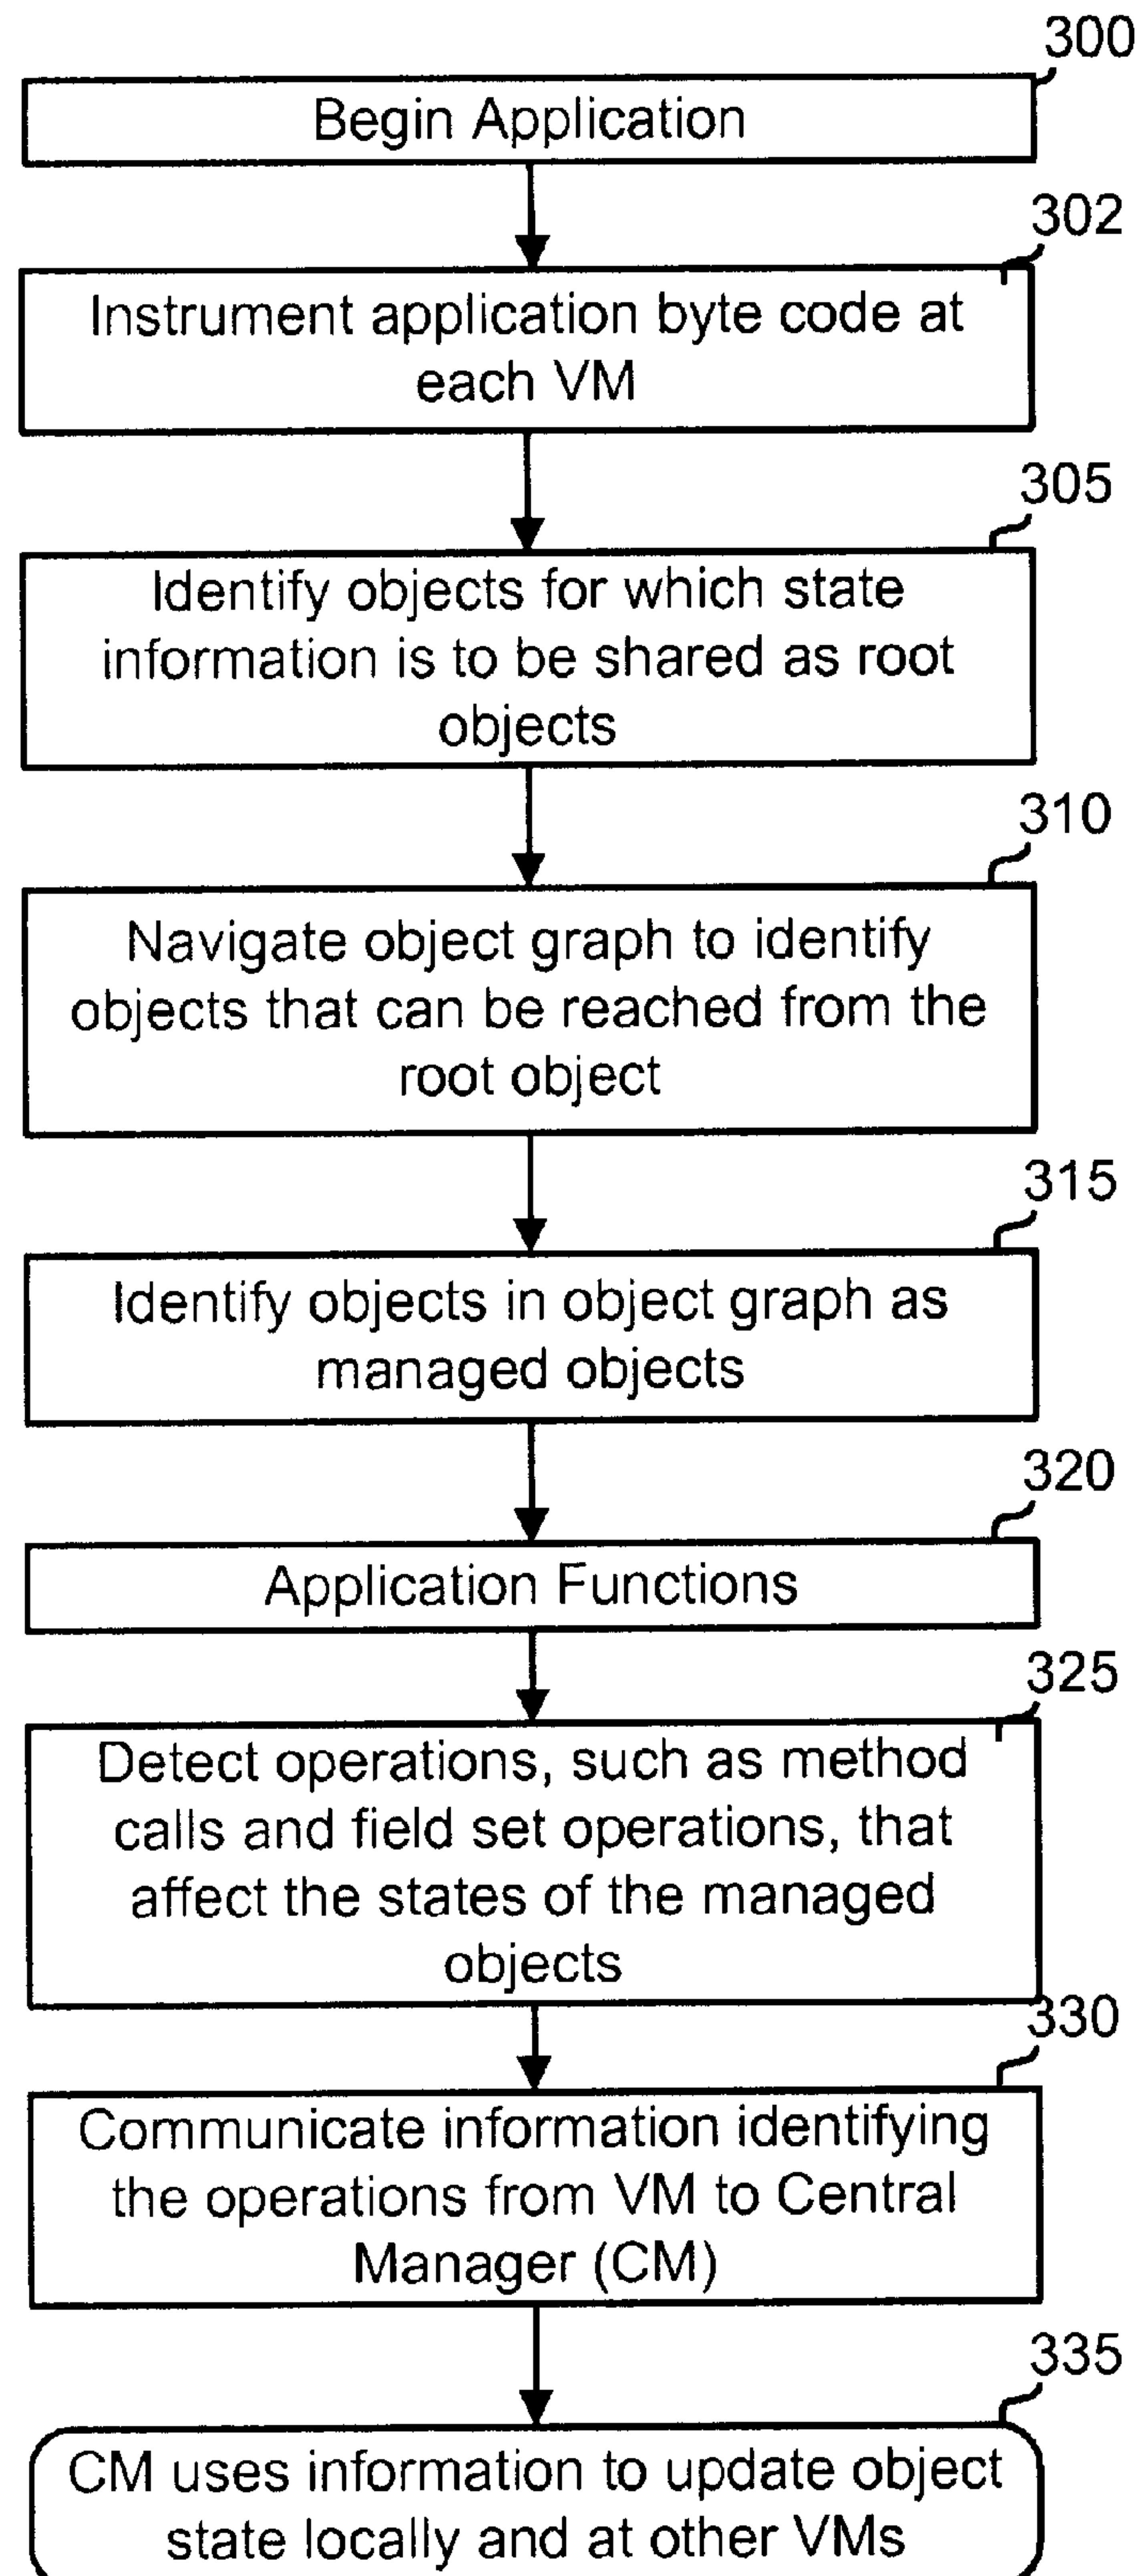 300
Begin Application
302
Instrument application byte code at
each VM
305
Identify objects for which state
information is to be shared as root
objects
310
Navigate object graph to identify
objects that can be reached from the
root object
315
Identify objects in object graph as
managed objects
320
Application Functions
325
Detect operations, such as method
calls and field set operations, that
affect the states of the managed
objects
330
Communicate information identifying
the operations from VM to Central
Manager (CM)
335
CM uses information to update object
state locally and at other VMs